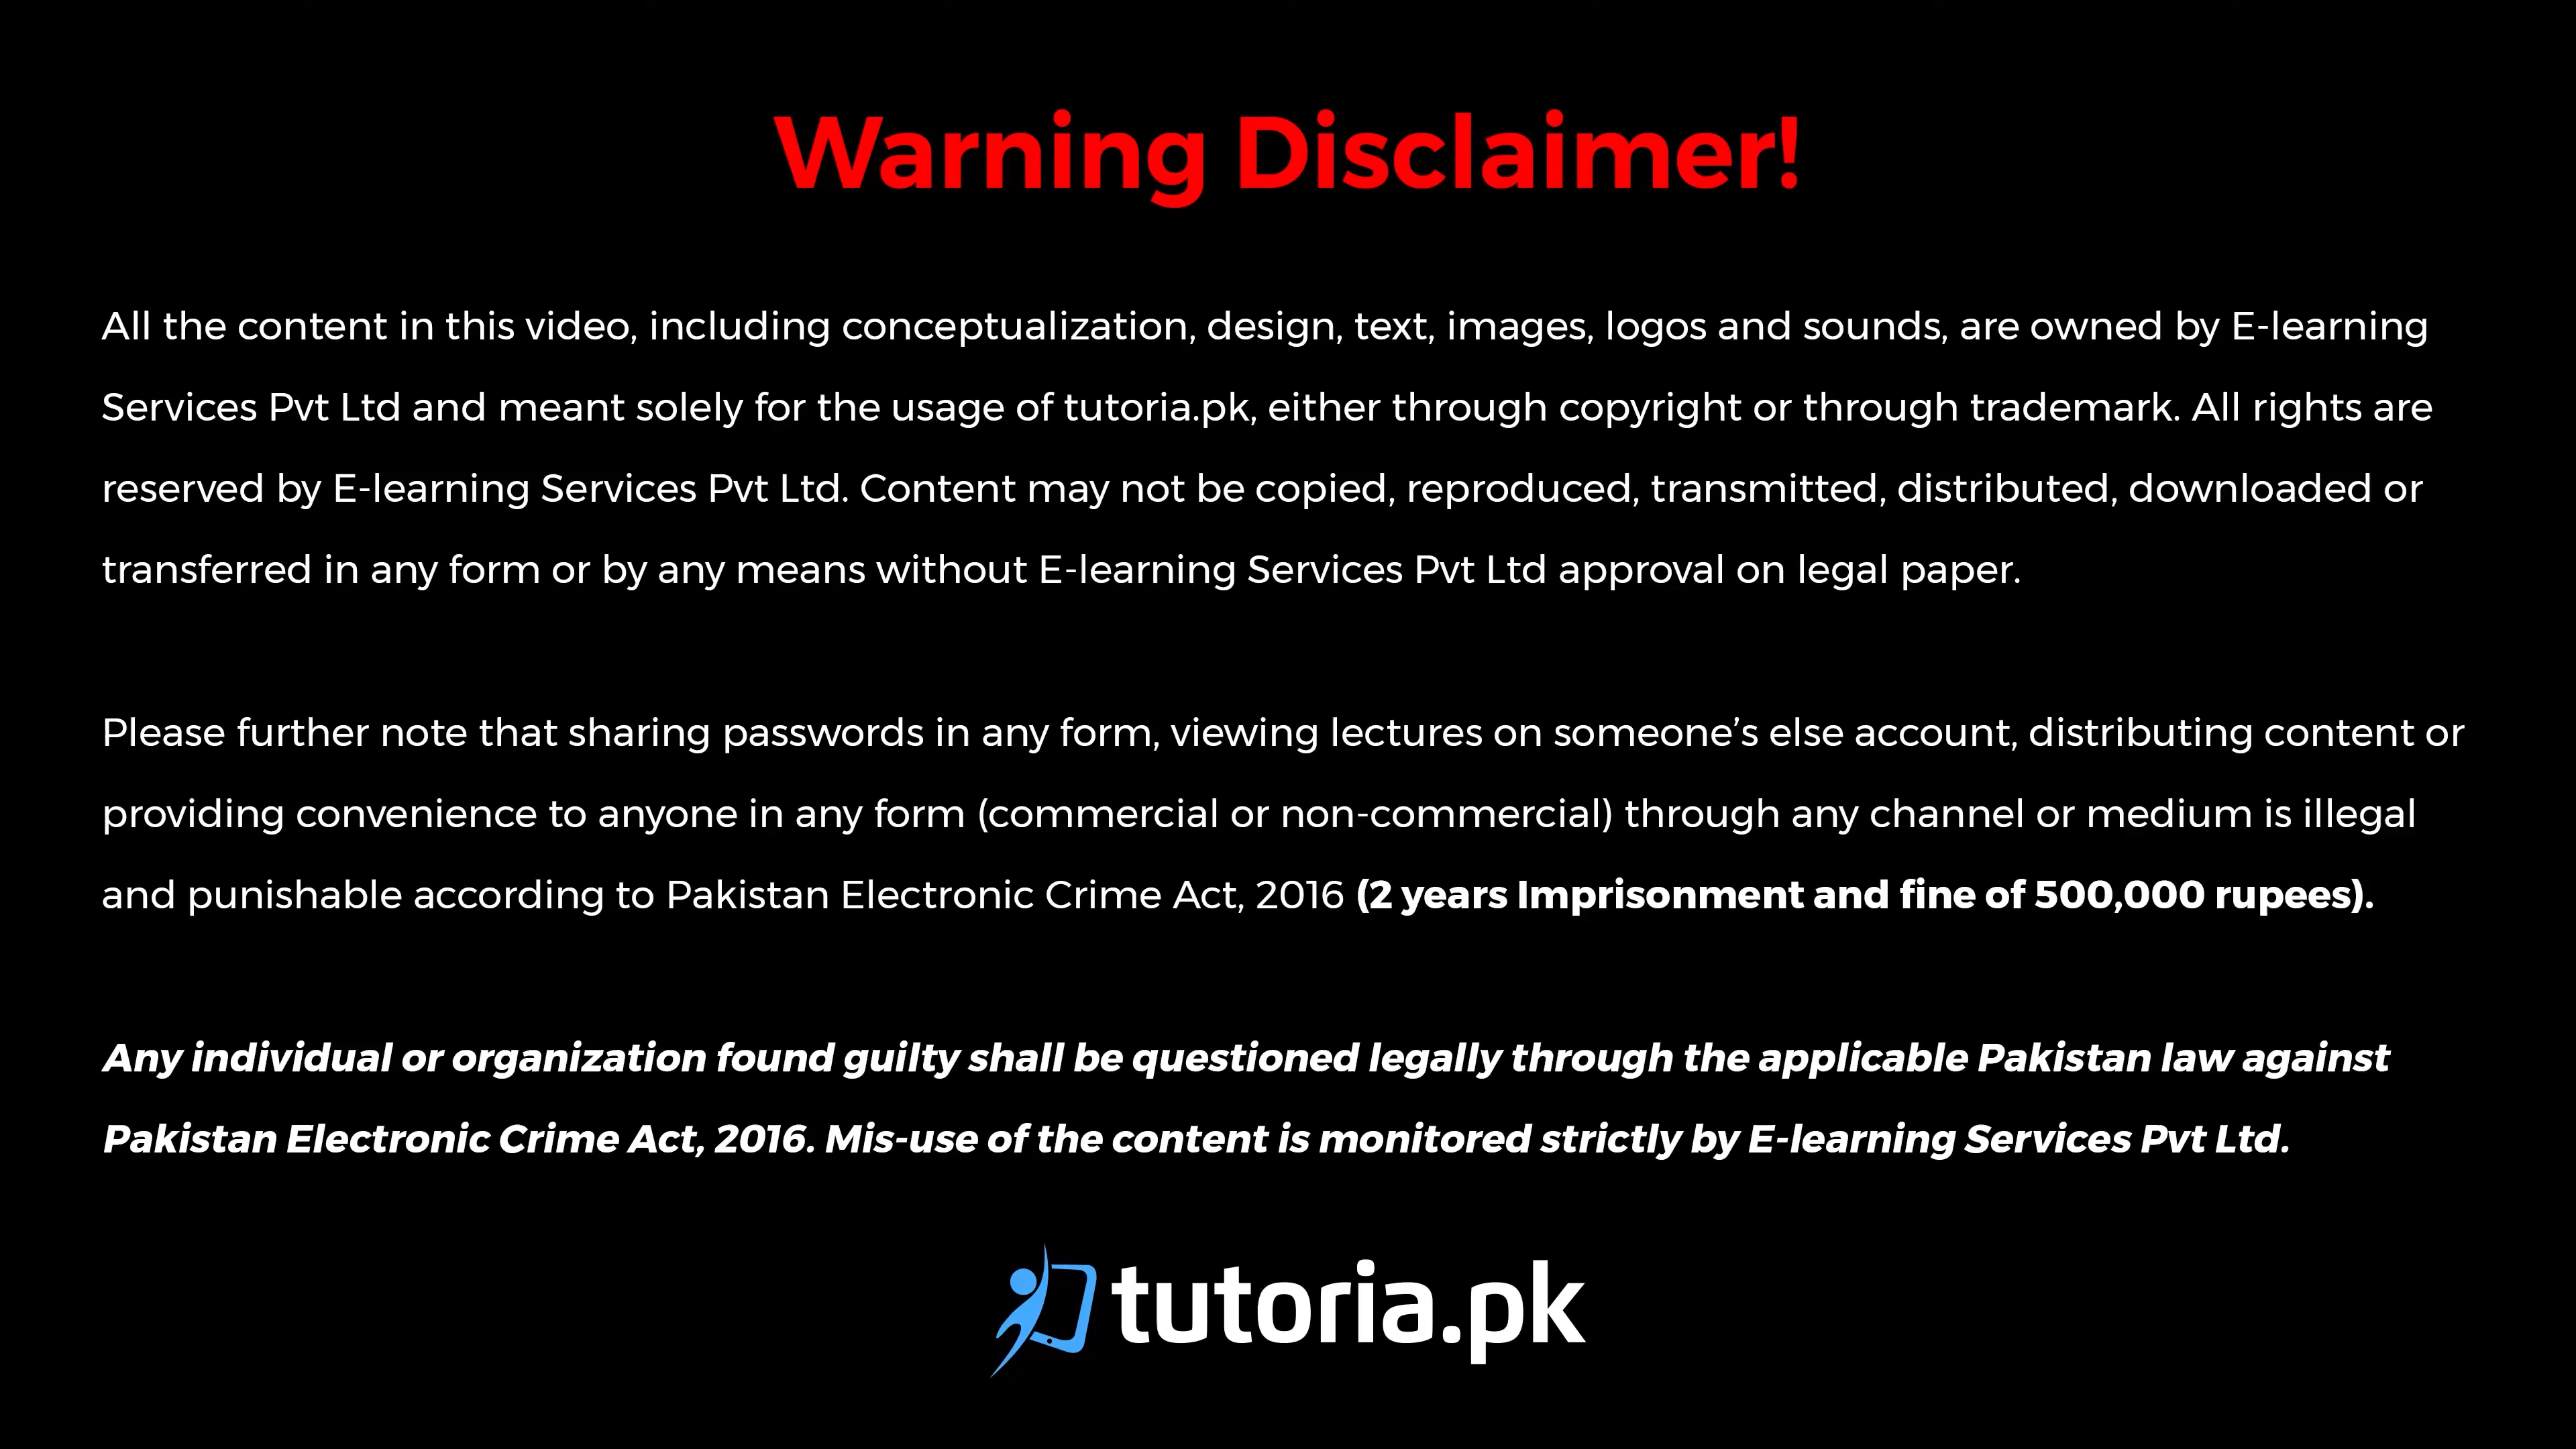 Warning Disclaimer!
All the content in this video, including conceptualization, design, text, images, logos and sounds, are owned by E-learning
Services Pvt Ltd and meant solely for the usage of tutoria.pk, either through copyright or through trademark. All rights are
reserved by E-learning Services Pvt Ltd. Content may not be copied, reproduced, transmitted, distributed, downloaded or
transferred in any form or by any means without E-learning Services Pvt Ltd approval on legal paper.
Please further note that sharing passwords in any form, viewing lectures on someone’s else account, distributing content or
providing convenience to anyone in any form (commercial or non-commercial) through any channel or medium is illegal
and punishable according to Pakistan Electronic Crime Act, 2016 (2 years Imprisonment and fine of 500,000 rupees).
Any individual or organization found guilty shall be questioned legally through the applicable Pakistan law against
Pakistan Electronic Crime Act, 2016. Mis-use of the content is monitored strictly by E-learning Services Pvt Ltd.
tutoria.pk